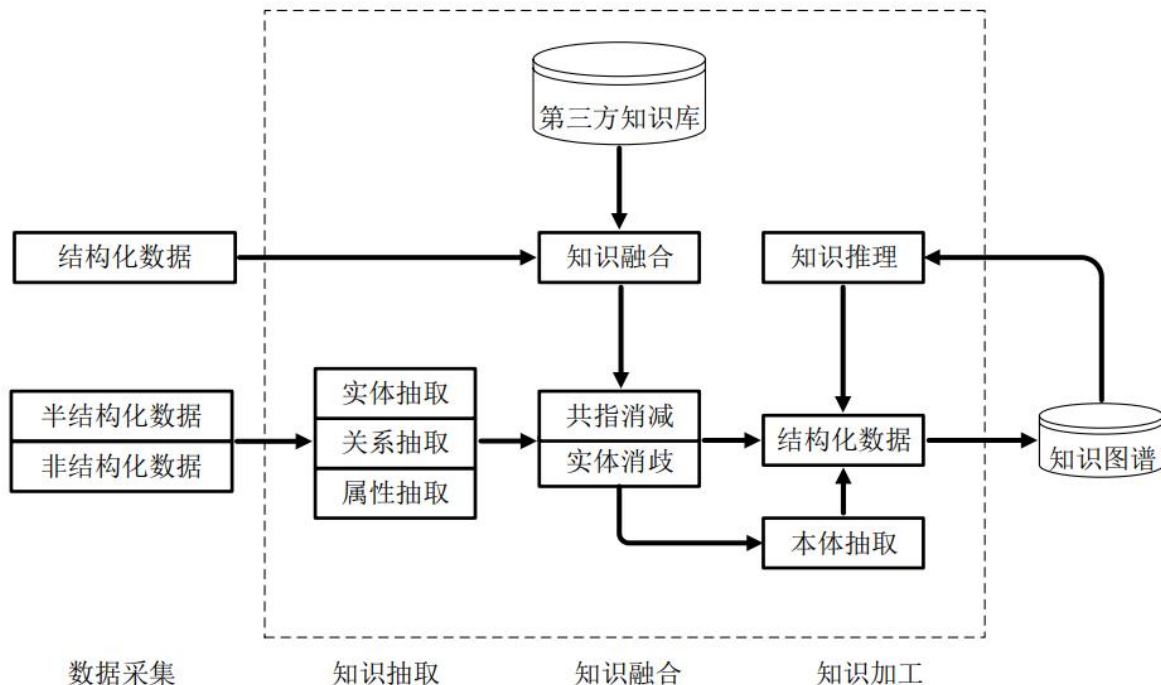 第三方知识库
结构化数据
知识融合
知识推理
半结构化数据
非结构化数据
实体抽取
关系抽取
属性抽取
共指消减
实体消歧
结构化数据
知识图谱
本体抽取
数据采集
知识抽取
知识融合
知识加工